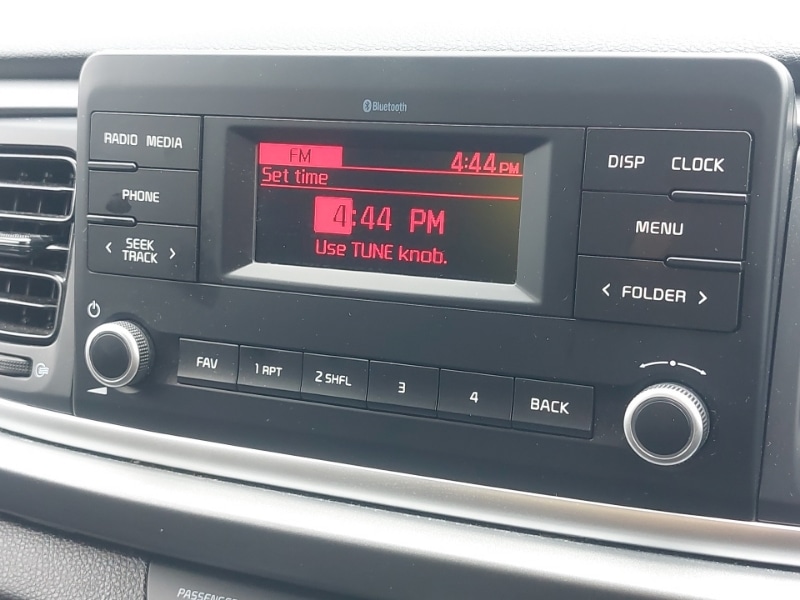 Bluetooth
RADIO MEDIA
PHONE
< SEEK >
TRACK
FM 4:44 PM
Set time
4:44 PM
Use TUNE knob.
DISP CLOCK
MENU
< FOLDER >
FAV
1 RPT
2 SHFL
3
4
BACK
PASSENGER